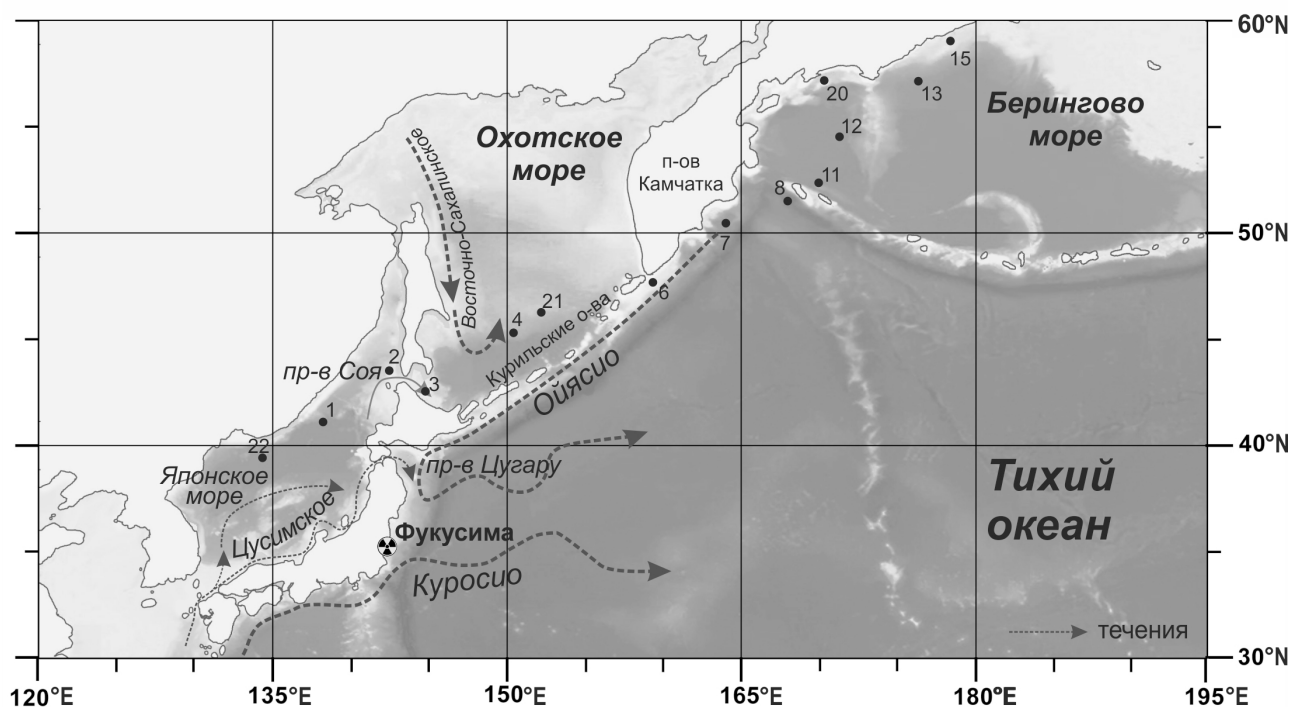 60°N
15
20
13
Берингово
море
Охотское
море
12
Восточно-Сахалинское
п-ов
Камчатка
11
8
50°N
7
6
21
4
Курильские о-ва
Ойясио
2
пр-в Соя
3
1
22
40°N
Японское
море
пр-в Цугару
Тихий
океан
Цусимское
Фукусима
Куросио
течения
30°N
120°E
135°E
150°E
165°E
180°E
195°E